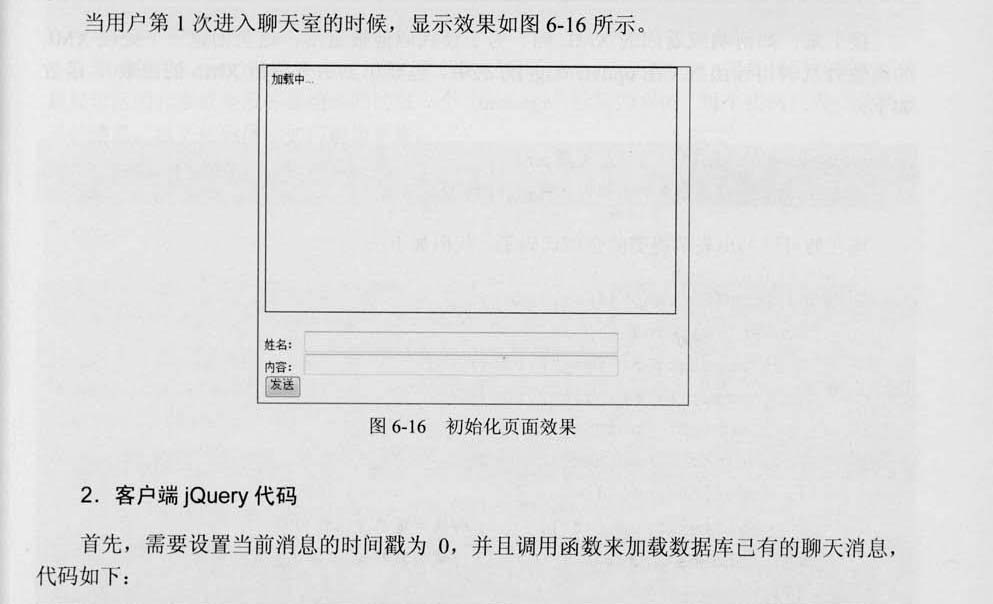 当用户第 1 次进入聊天室的时候，显示效果如图 6-16 所示。
加载中...
姓名：
内容：
发送
图 6-16 初始化页面效果
2．客户端 jQuery 代码
首先，需要设置当前消息的时间戳为 0，并且调用函数来加载数据库已有的聊天消息，
代码如下：